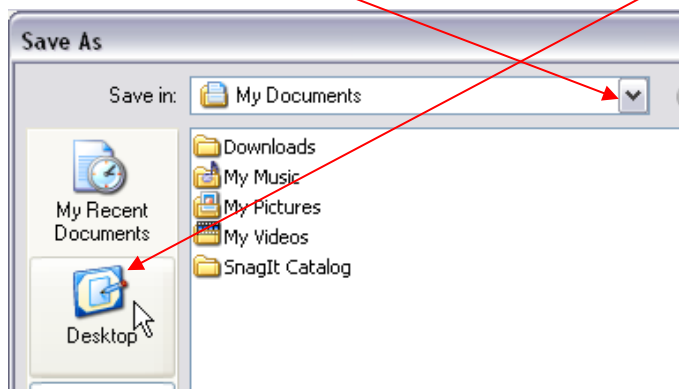 Save As
Save in: My Documents
Downloads
My Music
My Pictures
My Videos
SnagIt Catalog
My Recent
Documents
Desktop